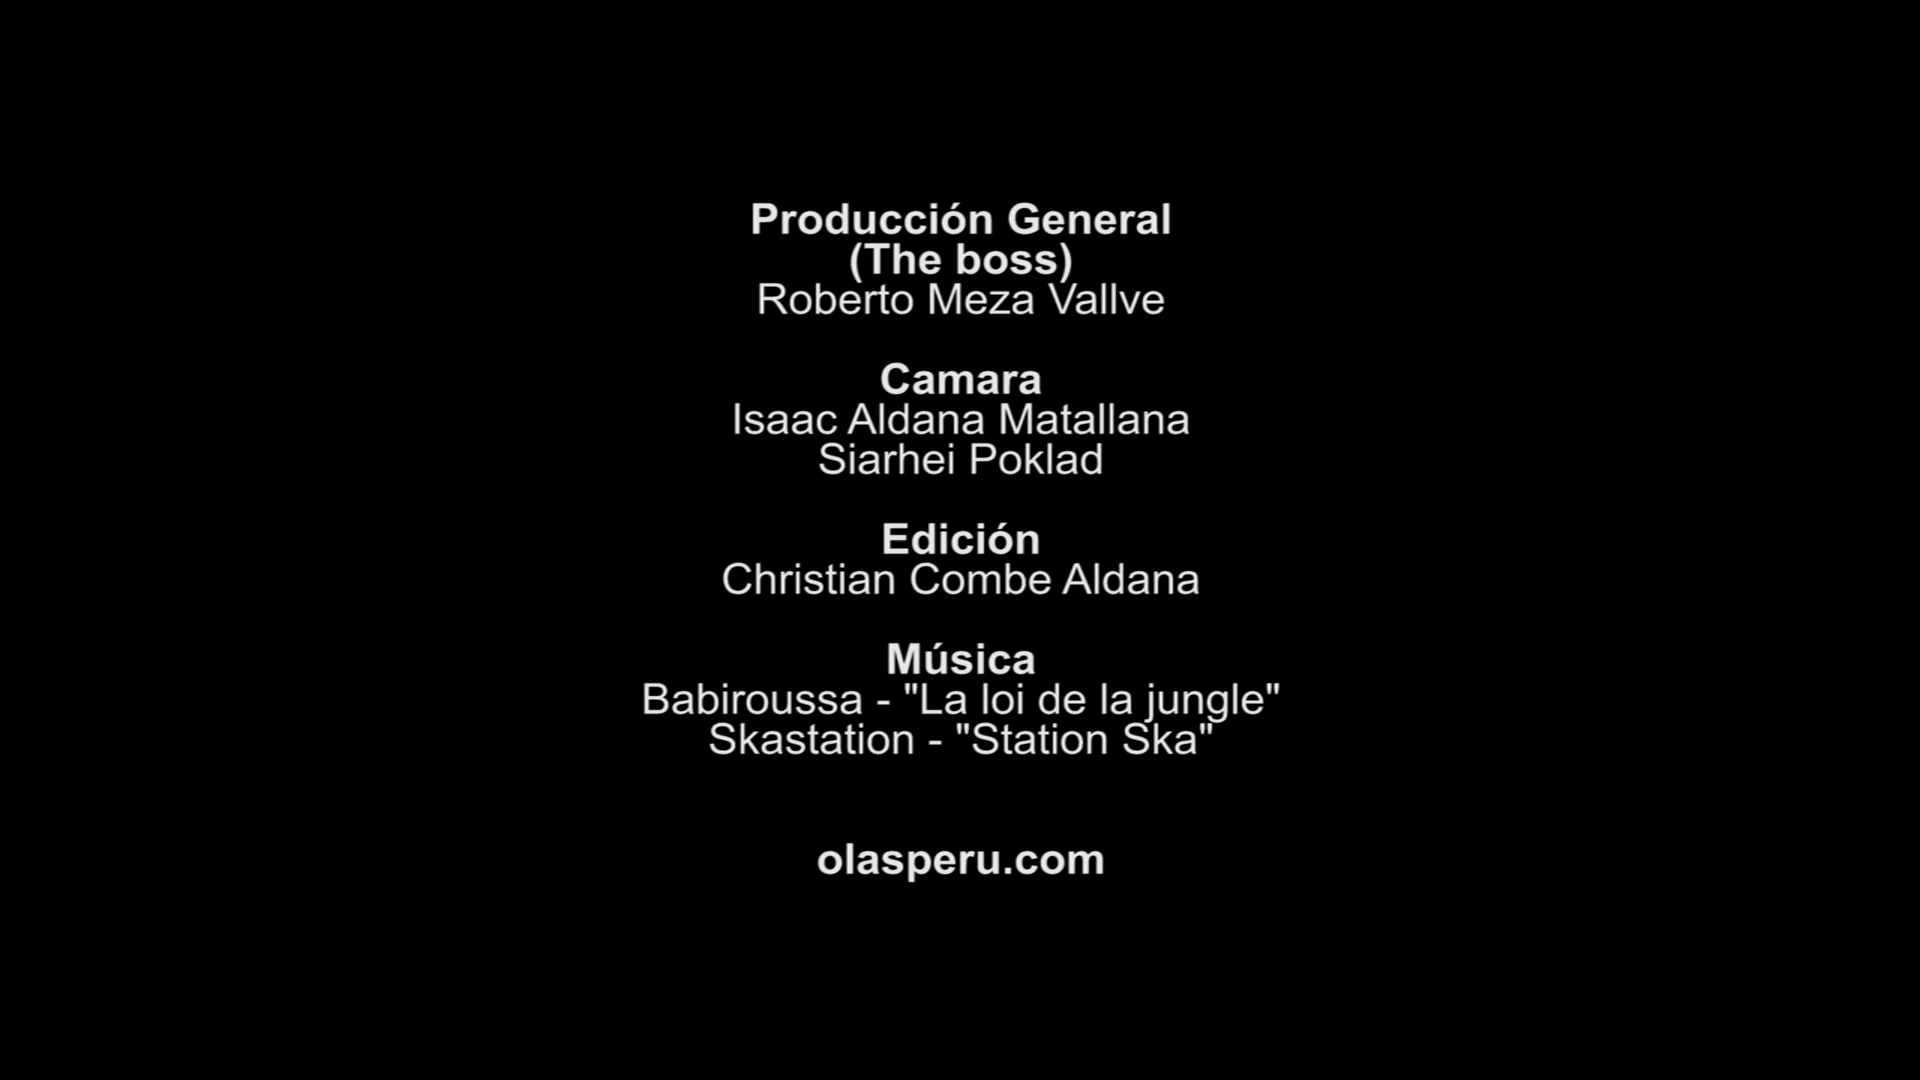 Producción General
(The boss)
Roberto Meza Vallve
Camara
Isaac Aldana Matallana
Siarhei Poklad
Edición
Christian Combe Aldana
Música
Babiroussa - "La loi de la jungle"
Skastation - "Station Ska"
olasperu.com